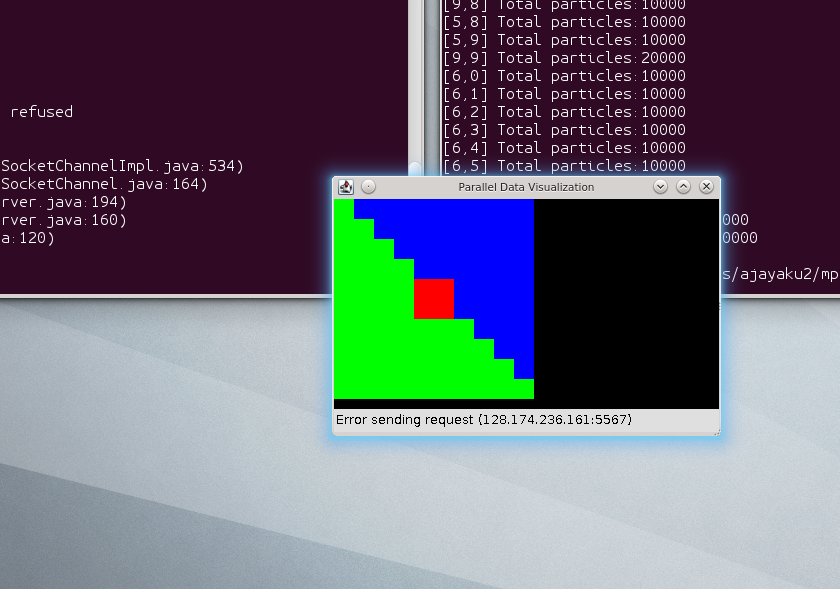 refused
SocketChannelImpl.java:534)
SocketChannel.java:164)
rver.java:194)
rver.java:160)
a:120)
[9,8] Total particles:10000
[5,8] Total particles:10000
[5,9] Total particles:10000
[9,9] Total particles:20000
[6,0] Total particles:10000
[6,1] Total particles:10000
[6,2] Total particles:10000
[6,3] Total particles:10000
[6,4] Total particles:10000
[6,5] Total particles:10000
000
0000
s/ajayaku2/mp
Parallel Data Visualization
Error sending request (128.174.236.161:5567)